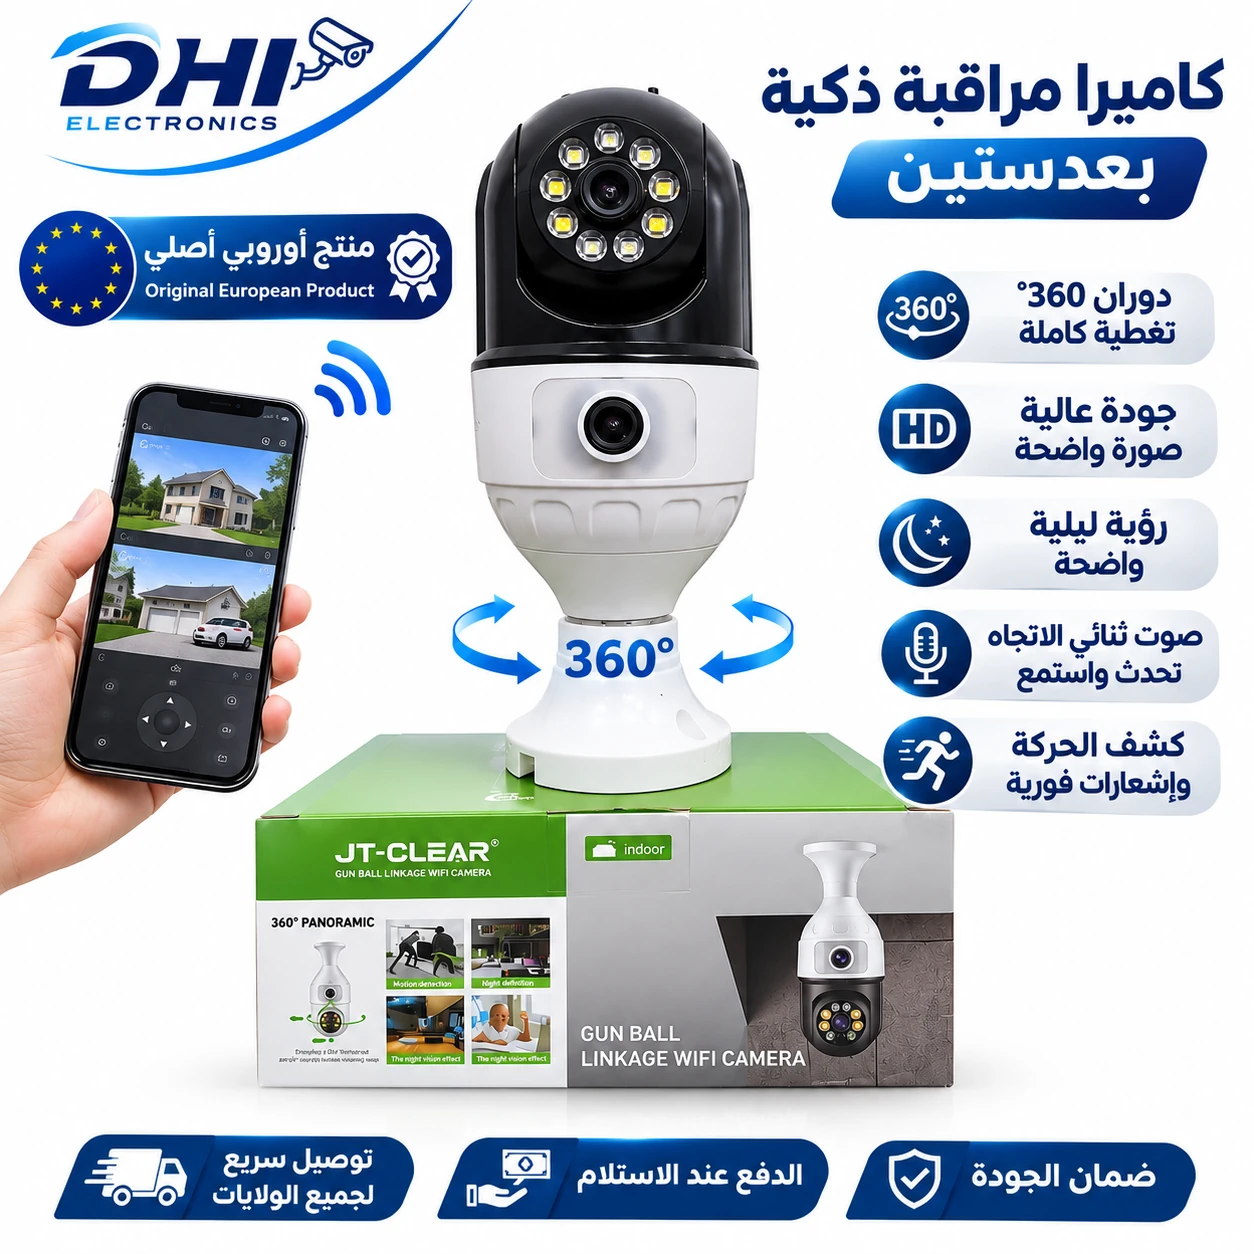 DHI
ELECTRONICS
كاميرا مراقبة ذكية
بعدستين
منتج أوروبي أصلي
Original European Product
360°
دوران 360°
تغطية كاملة
HD
جودة عالية
صورة واضحة
رؤية ليلية
واضحة
صوت ثنائي الاتجاه
تحدث واستمع
كشف الحركة
وإشعارات فورية
360°
JT-CLEAR®
GUN BALL LINKAGE WIFI CAMERA
indoor
360° PANORAMIC
Motion detection
Night definition
The night vision effect
The night vision effect
GUN BALL
LINKAGE WIFI CAMERA
توصيل سريع
لجميع الولايات
الدفع عند الاستلام
ضمان الجودة